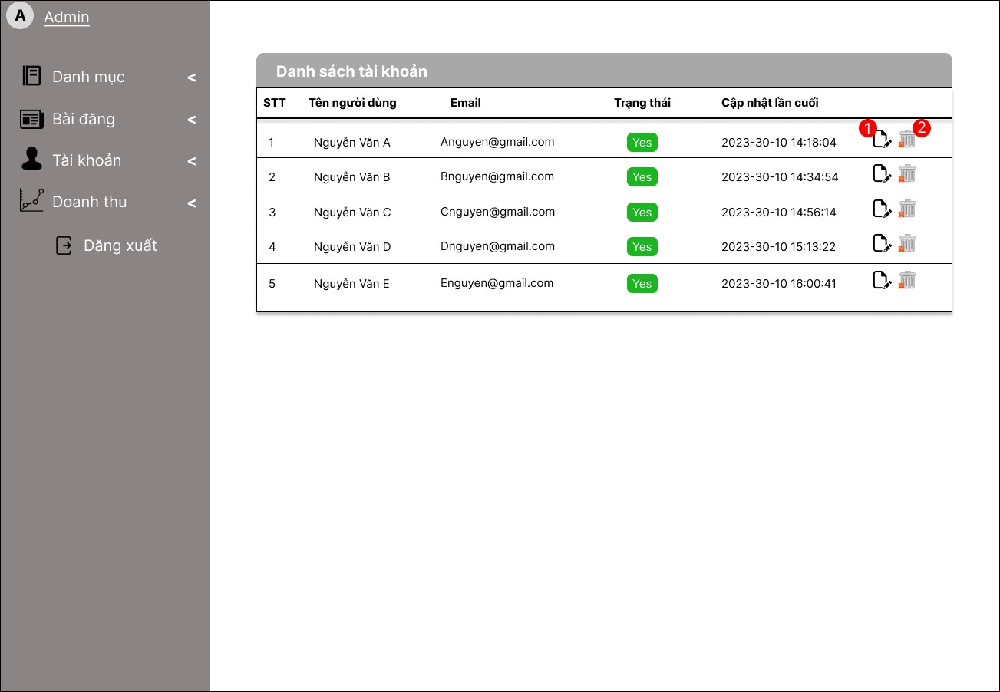 A Admin
Danh mục <
Bài đăng <
Tài khoản <
Doanh thu <
Đăng xuất
Danh sách tài khoản
STT Tên người dùng Email Trạng thái Cập nhật lần cuối
1 2
1 Nguyễn Văn A Anguyen@gmail.com Yes 2023-30-10 14:18:04
2 Nguyễn Văn B Bnguyen@gmail.com Yes 2023-30-10 14:34:54
3 Nguyễn Văn C Cnguyen@gmail.com Yes 2023-30-10 14:56:14
4 Nguyễn Văn D Dnguyen@gmail.com Yes 2023-30-10 15:13:22
5 Nguyễn Văn E Enguyen@gmail.com Yes 2023-30-10 16:00:41